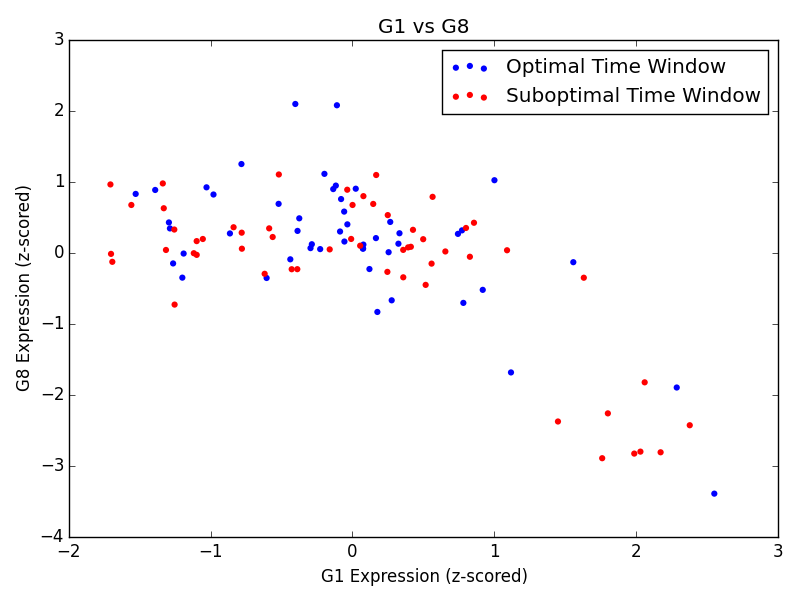 G1 vs G8
3
2
1
0
−1
−2
−3
−4
G8 Expression (z-scored)
Optimal Time Window
Suboptimal Time Window
−2 −1 0 1 2 3
G1 Expression (z-scored)